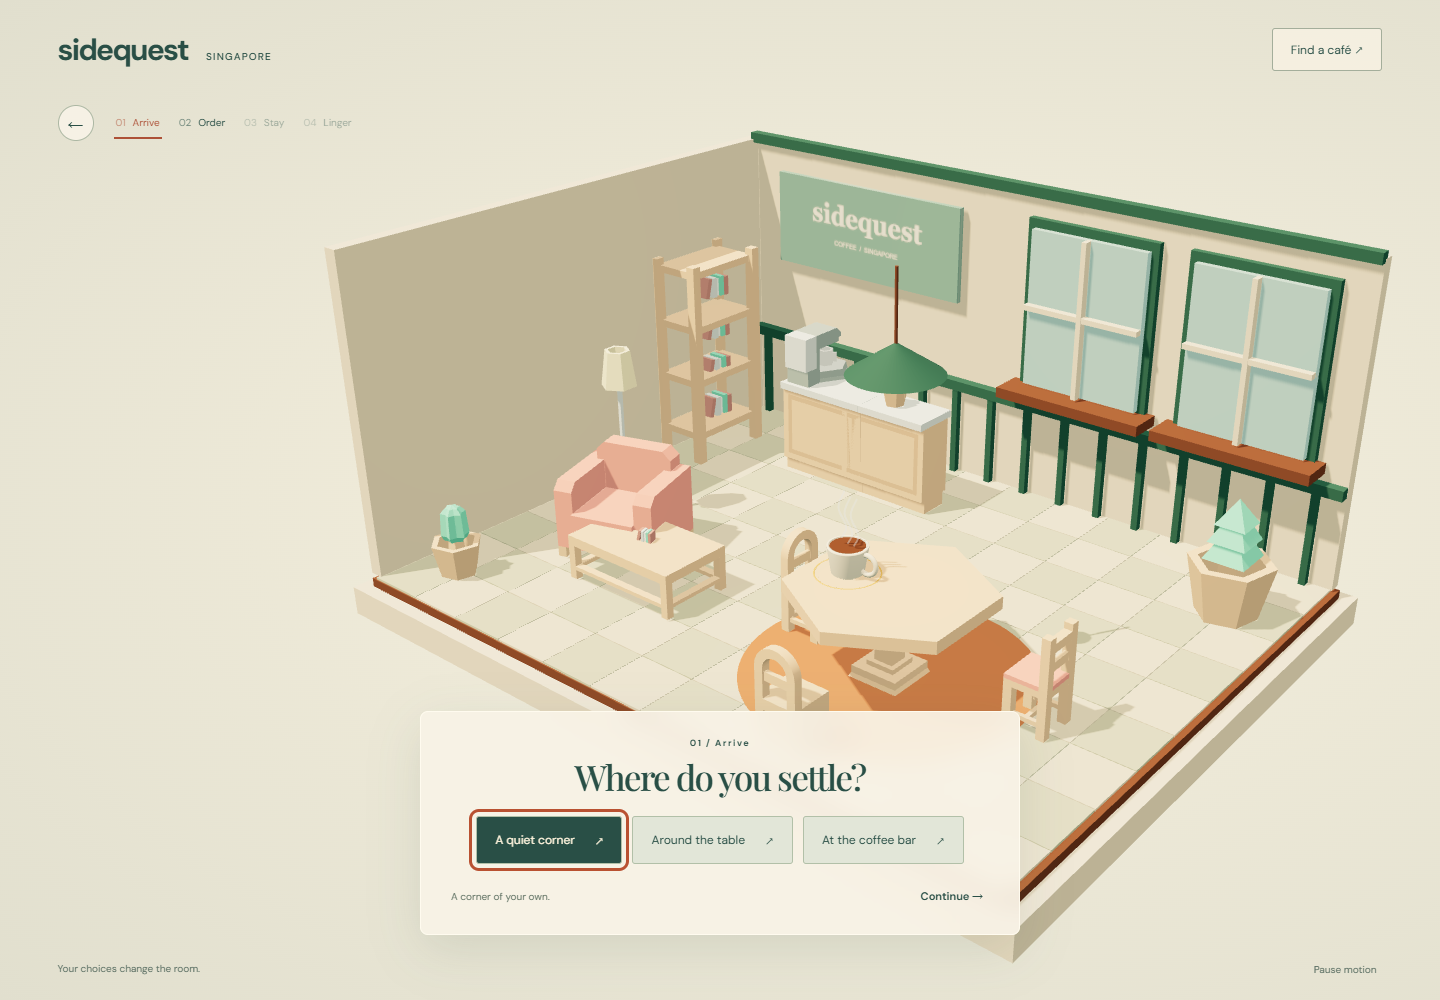 sidequest SINGAPORE
Find a café ↗
← 01 Arrive 02 Order 03 Stay 04 Linger
sidequest
COFFEE / SINGAPORE
01 / Arrive
Where do you settle?
A quiet corner ↗
Around the table ↗
At the coffee bar ↗
A corner of your own.
Continue →
Your choices change the room.
Pause motion